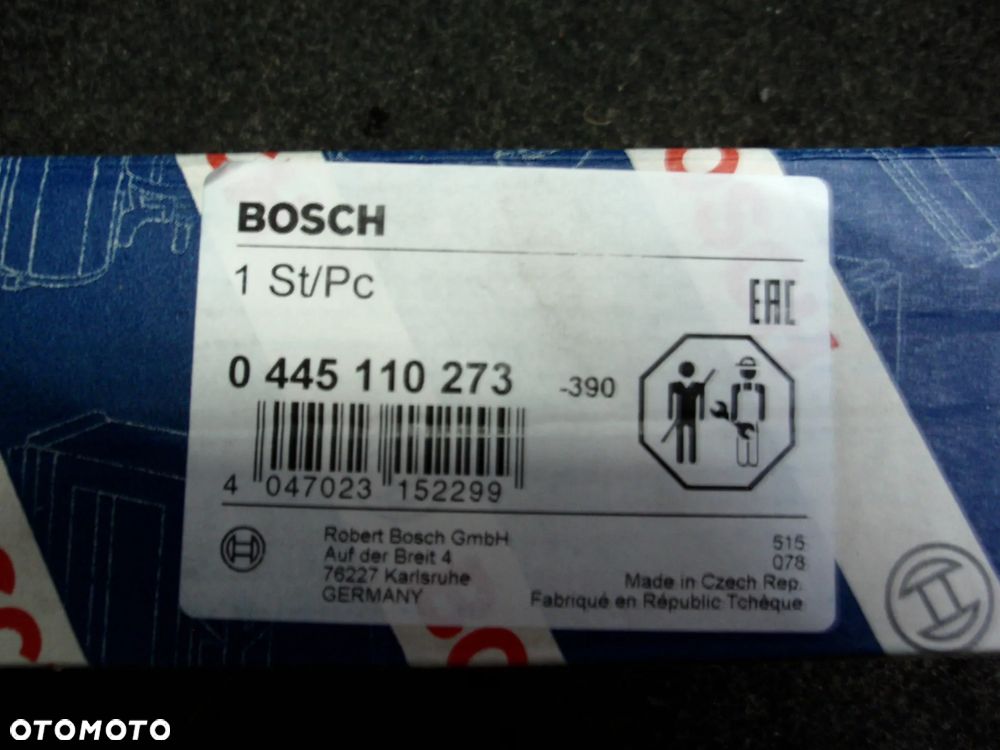 BOSCH
1 St/Pc
EAC
0 445 110 273 -390
4 047023 152299
Robert Bosch GmbH
Auf der Breit 4
76227 Karlsruhe
GERMANY
515
078
Made in Czech Rep.
Fabriqué en Républic Tchèque
OTOMOTO